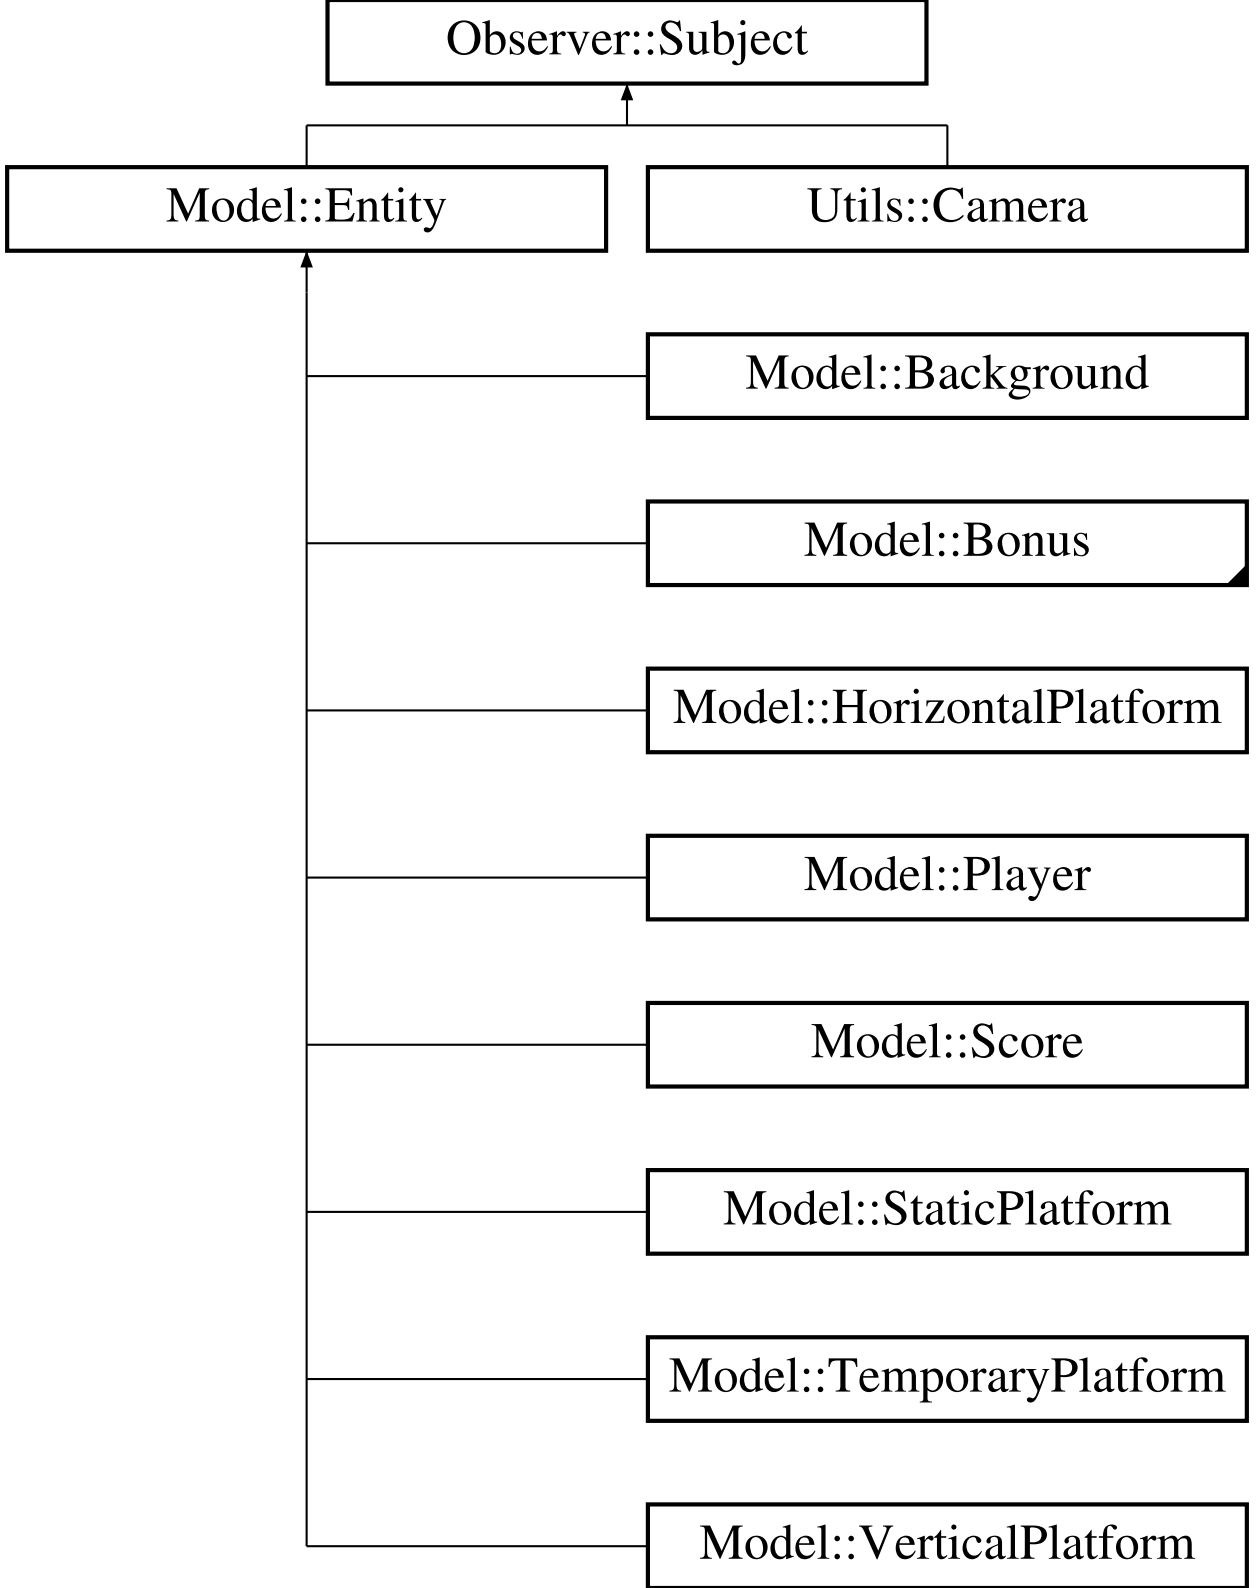 Observer::Subject
Model::Entity
Utils::Camera
Model::Background
Model::Bonus
Model::HorizontalPlatform
Model::Player
Model::Score
Model::StaticPlatform
Model::TemporaryPlatform
Model::VerticalPlatform